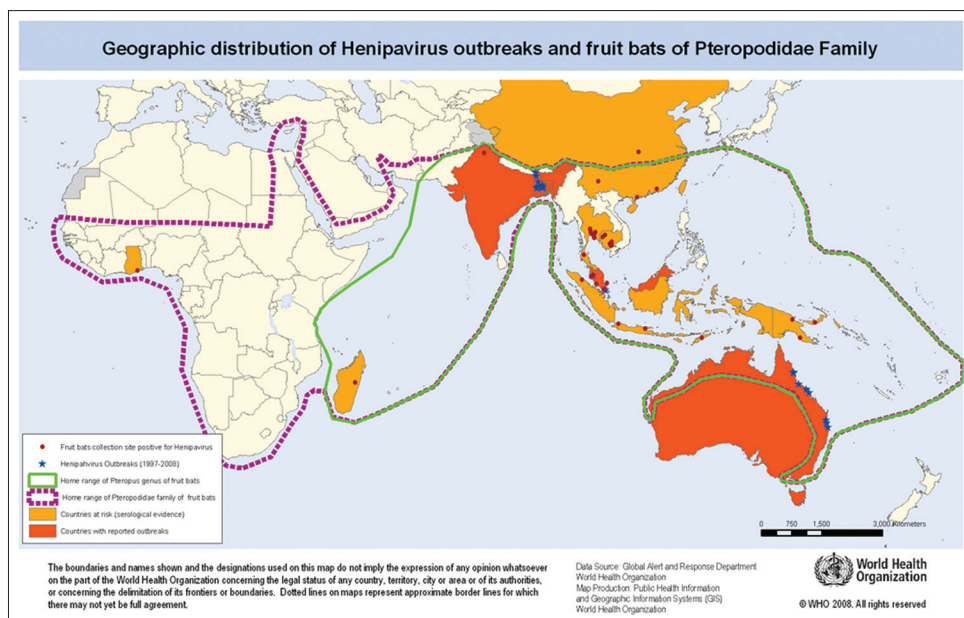 Geographic distribution of Henipavirus outbreaks and fruit bats of Pteropodidae Family
Fruit bats collection site positive for Henipavirus
Henipahvirus Outbreaks (1997-2008)
Home range of Pteropus genus of fruit bats
Home range of Pteropodidae family of fruit bats
Countries at risk (serological evidence)
Countries with reported outbreaks
0 750 1,500 3,000 Kilometers
The boundaries and names shown and the designations used on this map do not imply the expression of any opinion whatsoever
on the part of the World Health Organization concerning the legal status of any country, territory, city or area or of its authorities,
or concerning the delimitation of its frontiers or boundaries. Dotted lines on maps represent approximate border lines for which
there may not yet be full agreement.
Data Source: Global Alert and Response Department
World Health Organization
Map Production: Public Health Information
and Geographic Information Systems (GIS)
World Health Organization
World Health
Organization
© WHO 2008. All rights reserved